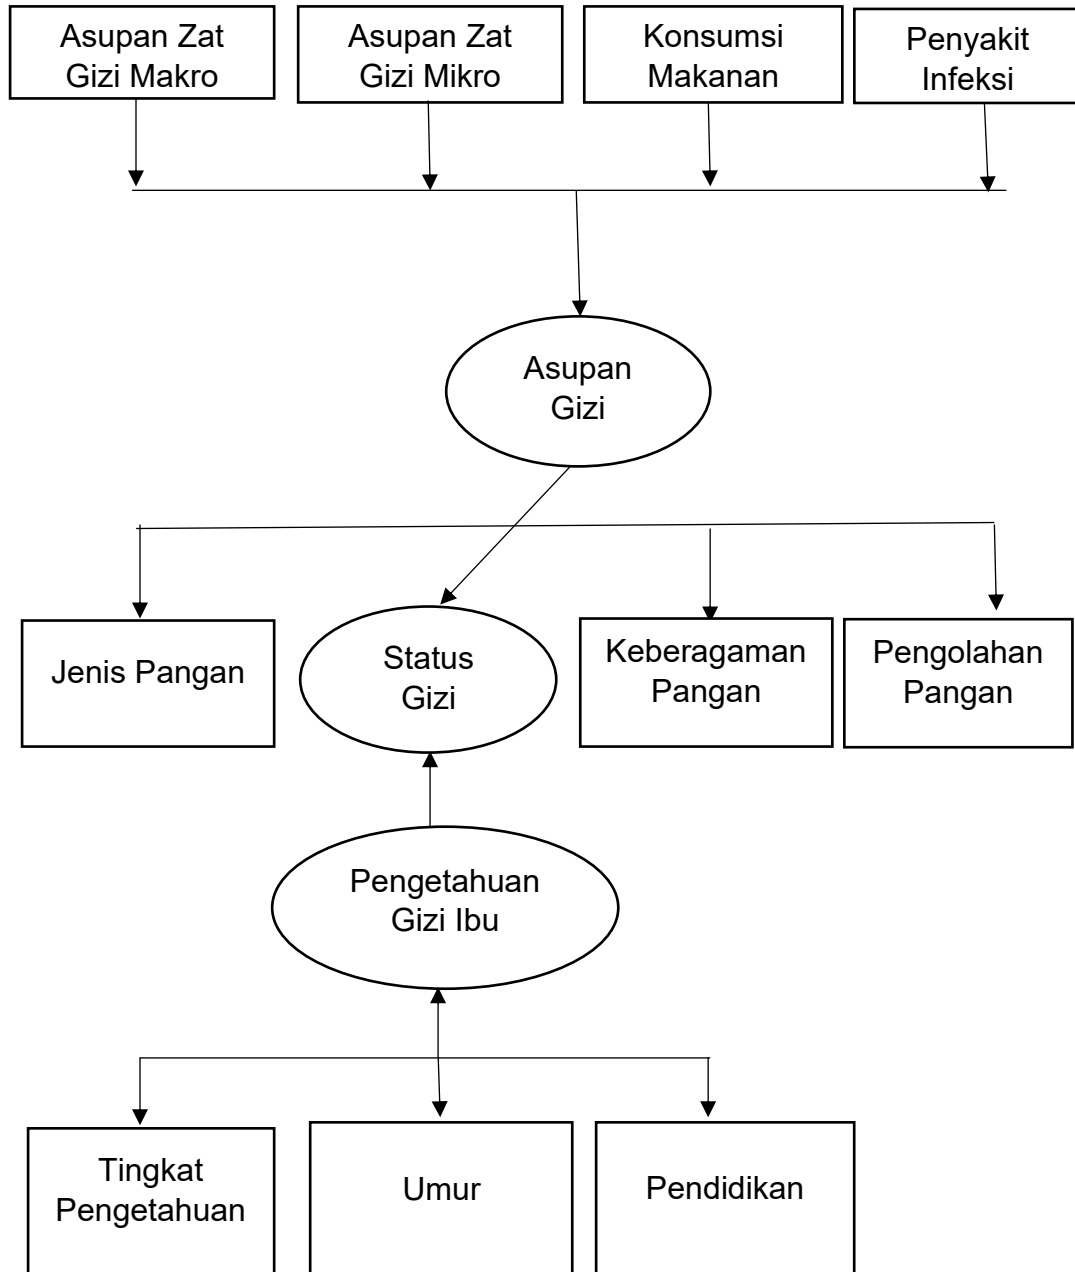 Asupan Zat
Gizi Makro
Asupan Zat
Gizi Mikro
Konsumsi
Makanan
Penyakit
Infeksi
Asupan
Gizi
Jenis Pangan
Status
Gizi
Keberagaman
Pangan
Pengolahan
Pangan
Pengetahuan
Gizi Ibu
Tingkat
Pengetahuan
Umur
Pendidikan